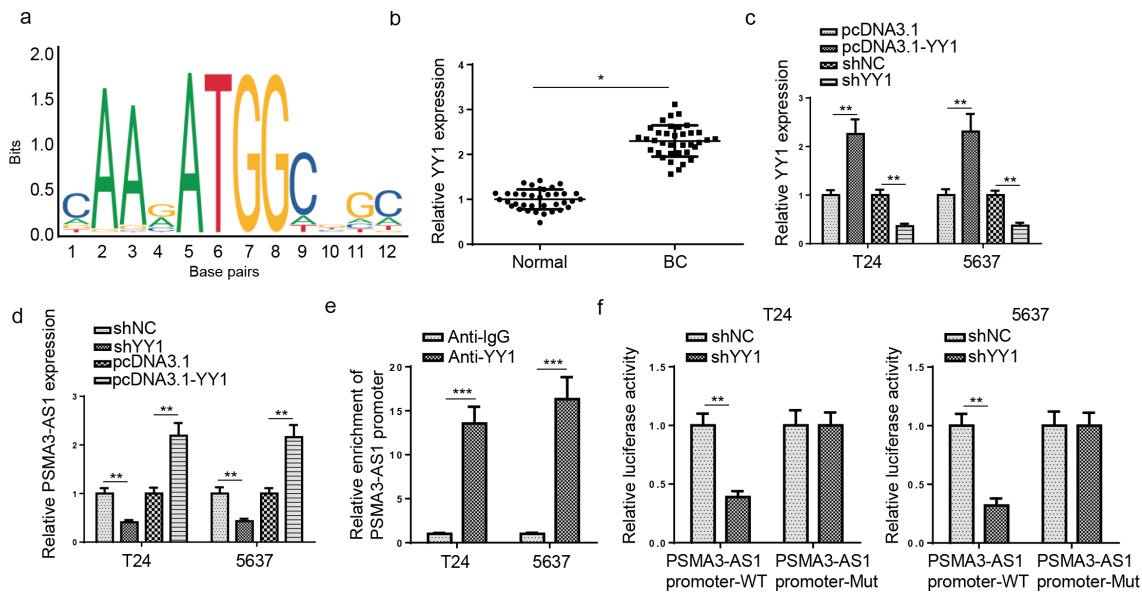 a
2.0
1.5
1.0
0.5
0.0
Bits
CAAGATGGC GC
1 2 3 4 5 6 7 8 9 10 11 12
Base pairs
b
Relative YY1 expression
4
3
2
1
0
*
Normal BC
c
pcDNA3.1
pcDNA3.1-YY1
shNC
shYY1
Relative YY1 expression
4
3
2
1
0
** ** ** **
T24 5637
d
shNC
shYY1
pcDNA3.1
pcDNA3.1-YY1
Relative PSMA3-AS1 expression
3
2
1
0
** ** ** **
T24 5637
e
Anti-IgG
Anti-YY1
Relative enrichment of
PSMA3-AS1 promoter
20
15
10
5
0
*** ***
T24 5637
f
T24
shNC
shYY1
Relative luciferase activity
1.5
1.0
0.5
0.0
**
PSMA3-AS1 PSMA3-AS1
promoter-WT promoter-Mut
5637
shNC
shYY1
Relative luciferase activity
1.5
1.0
0.5
0.0
**
PSMA3-AS1 PSMA3-AS1
promoter-WT promoter-Mut